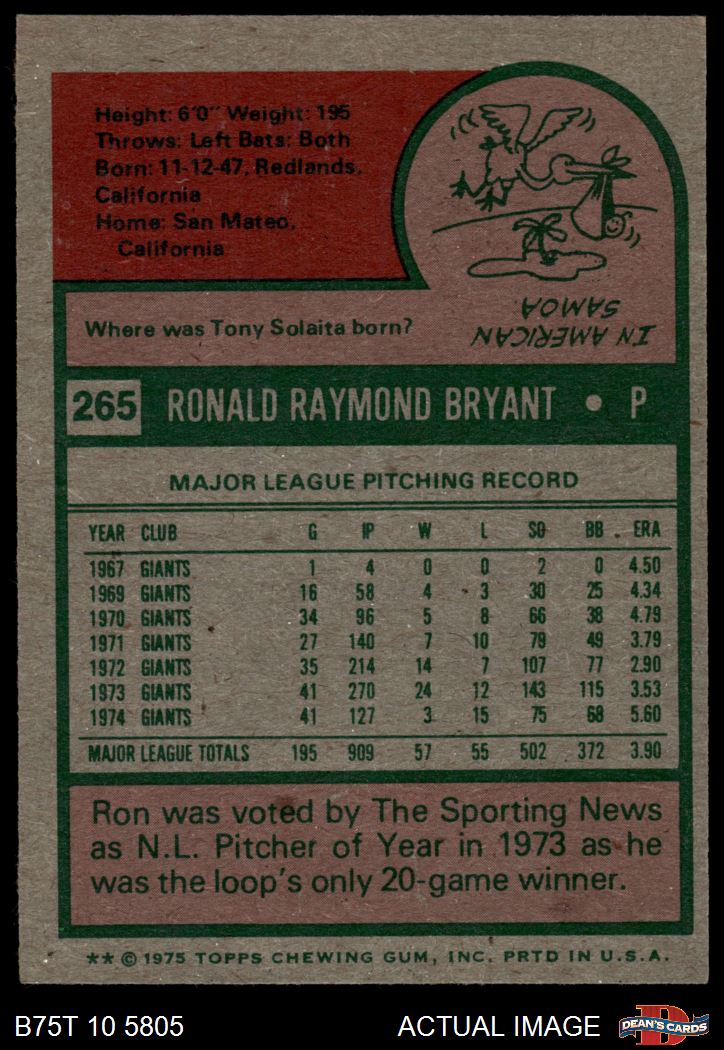 Height: 6'0" Weight: 195
Throws: Left Bats: Both
Born: 11-12-47, Redlands,
California
Home: San Mateo,
California
Where was Tony Solaita born?
IN AMERICAN
SAMOA.
265 RONALD RAYMOND BRYANT • P
MAJOR LEAGUE PITCHING RECORD
YEAR CLUB G IP W L SO BB ERA
1967 GIANTS 1 4 0 0 2 0 4.50
1969 GIANTS 16 58 4 3 30 25 4.34
1970 GIANTS 34 96 5 8 66 38 4.79
1971 GIANTS 27 140 7 10 79 49 3.79
1972 GIANTS 35 214 14 7 107 77 2.90
1973 GIANTS 41 270 24 12 143 115 3.53
1974 GIANTS 41 127 3 15 75 68 5.60
MAJOR LEAGUE TOTALS 195 909 57 55 502 372 3.90
Ron was voted by The Sporting News
as N.L. Pitcher of Year in 1973 as he
was the loop's only 20-game winner.
** © 1975 TOPPS CHEWING GUM, INC. PRTD IN U.S.A.
B75T 10 5805 ACTUAL IMAGE
D
DEAN'S CARDS